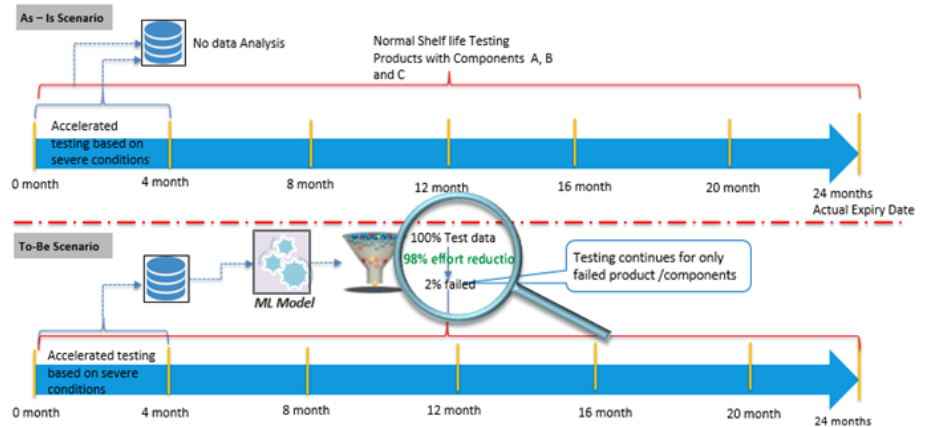 As – Is Scenario
No data Analysis
Normal Shelf life Testing
Products with Components A, B
and C
Accelerated
testing based on
severe conditions
0 month
4 month
8 month
12 month
16 month
20 month
24 months
Actual Expiry Date
To-Be Scenario
ML Model
100% Test data
98% effort reductio
2% failed
Testing continues for only
failed product /components
Accelerated testing
based on severe
conditions
0 month
4 month
8 month
12 month
16 month
20 month
24 months